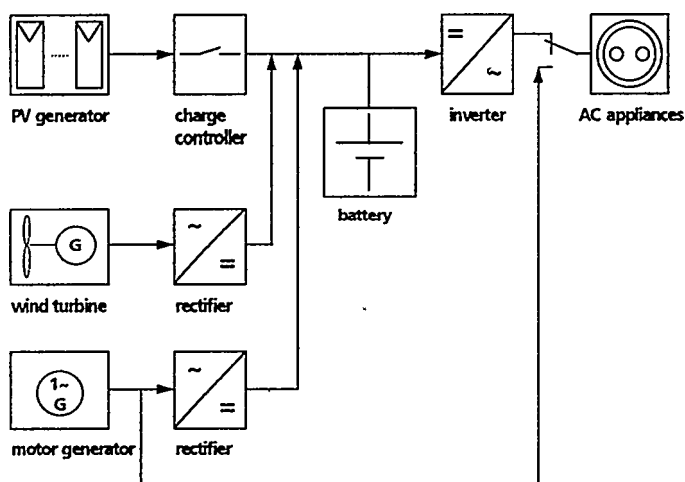 PV generator
charge
controller
inverter
AC appliances
battery
G
wind turbine
rectifier
1~
G
motor generator
rectifier